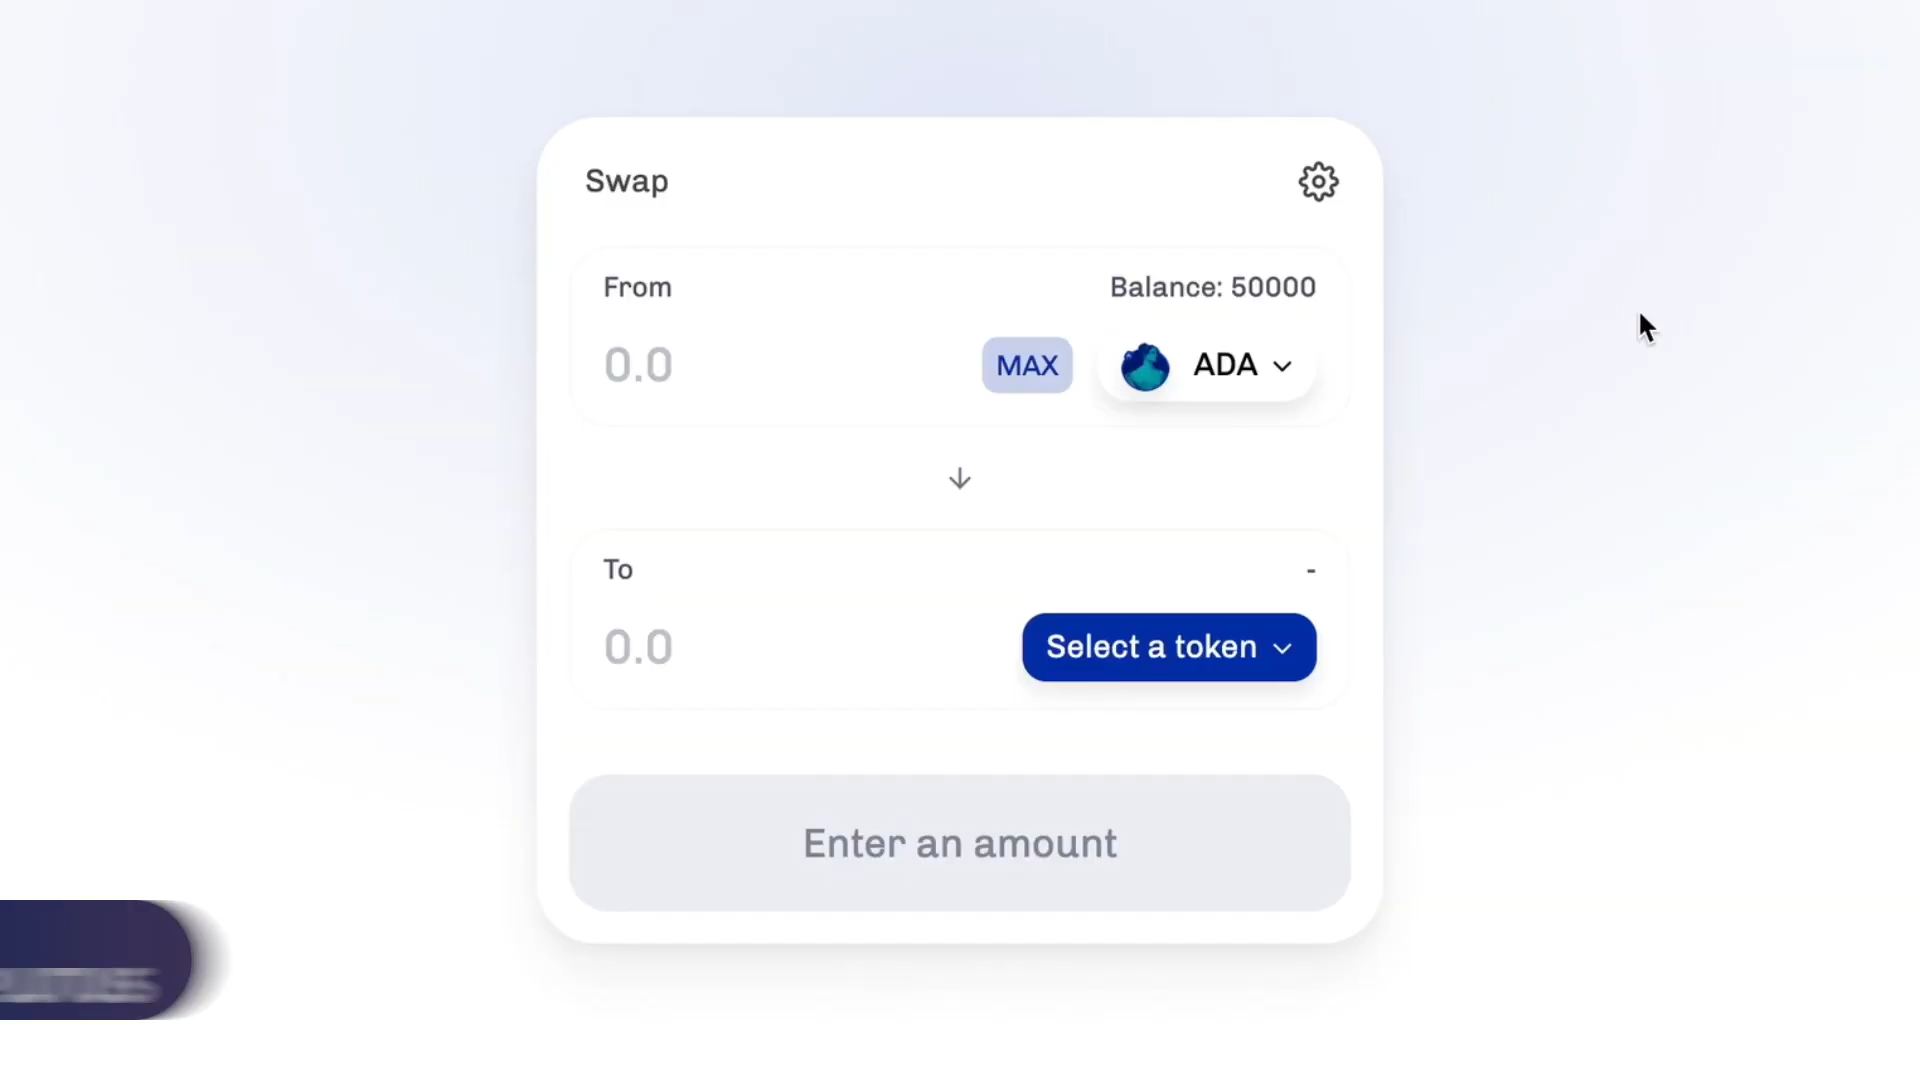 Swap
From
Balance: 50000
0.0
MAX
ADA
To
-
0.0
Select a token
Enter an amount